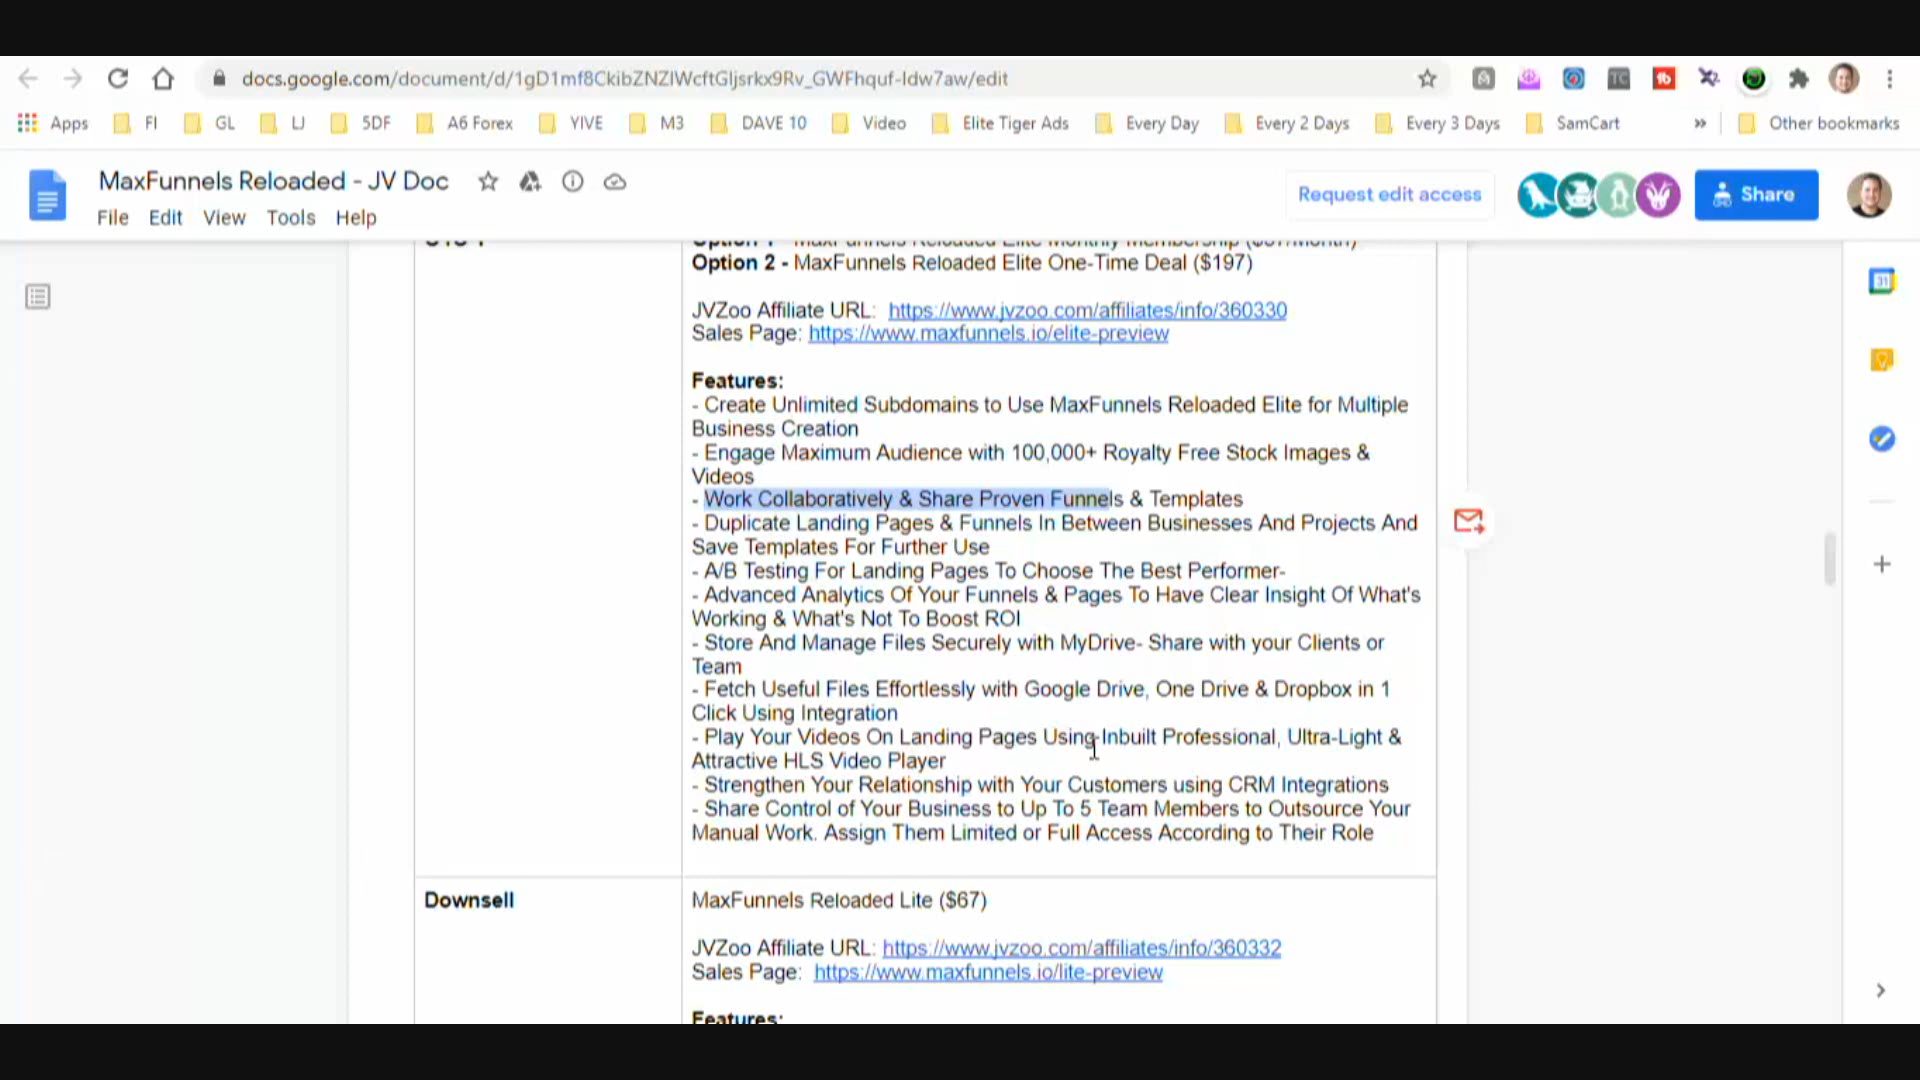 docs.google.com/document/d/1gD1mf8CkibZNZIWcftGljsrkx9Rv_GWFhquf-ldw7aw/edit
Apps FI GL LJ 5DF A6 Forex YIVE M3 DAVE 10 Video Elite Tiger Ads Every Day Every 2 Days Every 3 Days SamCart » Other bookmarks
MaxFunnels Reloaded - JV Doc
File Edit View Tools Help
Request edit access
Share
Option 1 - MaxFunnels Reloaded Elite Monthly Membership
Option 2 - MaxFunnels Reloaded Elite One-Time Deal ($197)
JVZoo Affiliate URL: https://www.jvzoo.com/affiliates/info/360330
Sales Page: https://www.maxfunnels.io/elite-preview
Features:
- Create Unlimited Subdomains to Use MaxFunnels Reloaded Elite for Multiple
Business Creation
- Engage Maximum Audience with 100,000+ Royalty Free Stock Images &
Videos
- Work Collaboratively & Share Proven Funnels & Templates
- Duplicate Landing Pages & Funnels In Between Businesses And Projects And
Save Templates For Further Use
- A/B Testing For Landing Pages To Choose The Best Performer-
- Advanced Analytics Of Your Funnels & Pages To Have Clear Insight Of What's
Working & What's Not To Boost ROI
- Store And Manage Files Securely with MyDrive- Share with your Clients or
Team
- Fetch Useful Files Effortlessly with Google Drive, One Drive & Dropbox in 1
Click Using Integration
- Play Your Videos On Landing Pages Using Inbuilt Professional, Ultra-Light &
Attractive HLS Video Player
- Strengthen Your Relationship with Your Customers using CRM Integrations
- Share Control of Your Business to Up To 5 Team Members to Outsource Your
Manual Work. Assign Them Limited or Full Access According to Their Role
Downsell
MaxFunnels Reloaded Lite ($67)
JVZoo Affiliate URL: https://www.jvzoo.com/affiliates/info/360332
Sales Page: https://www.maxfunnels.io/lite-preview
Features: